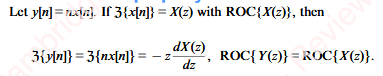 Let y[n] = nx[n]. If ℨ{x[n]} = X(z) with ROC{X(z)}, then
ℨ{y[n]} = ℨ{nx[n]} = − z dX(z)/dz, ROC{Y(z)} = ROC{X(z)}.